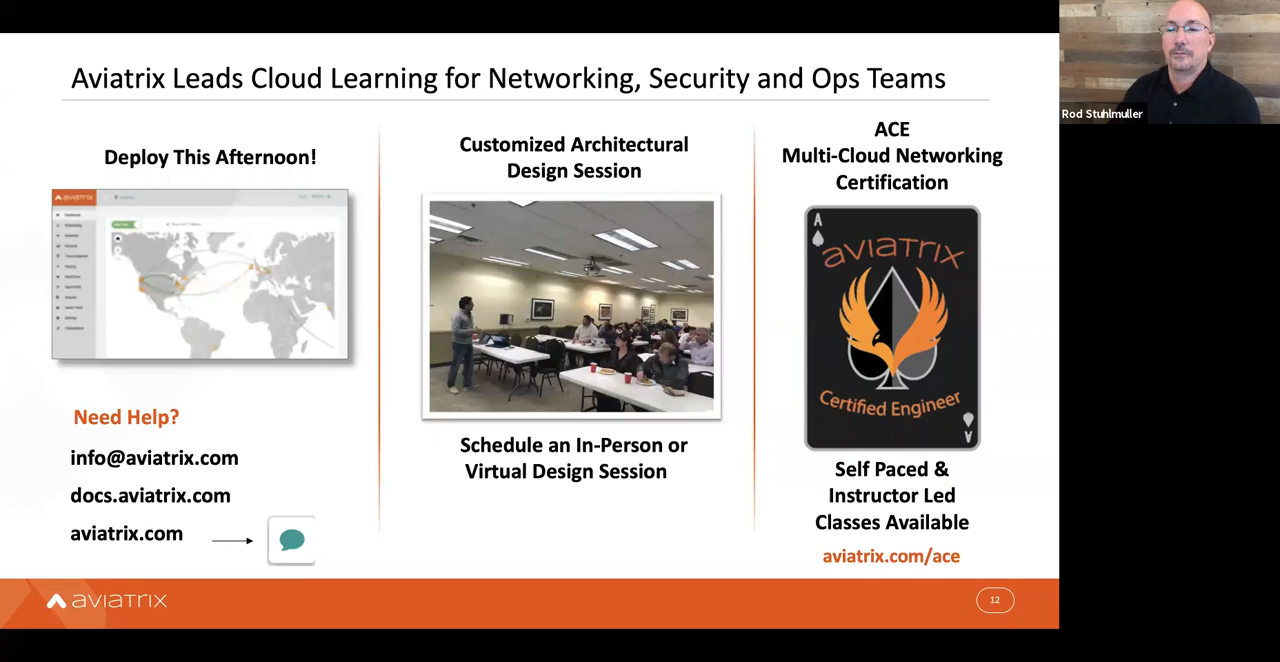 Aviatrix Leads Cloud Learning for Networking, Security and Ops Teams
Rod Stuhlmuller
Deploy This Afternoon!
AVIATRIX
Need Help?
info@aviatrix.com
docs.aviatrix.com
aviatrix.com
Customized Architectural
Design Session
Schedule an In-Person or
Virtual Design Session
ACE
Multi-Cloud Networking
Certification
A
aviatrix
Certified Engineer
A
Self Paced &
Instructor Led
Classes Available
aviatrix.com/ace
aviatrix
12